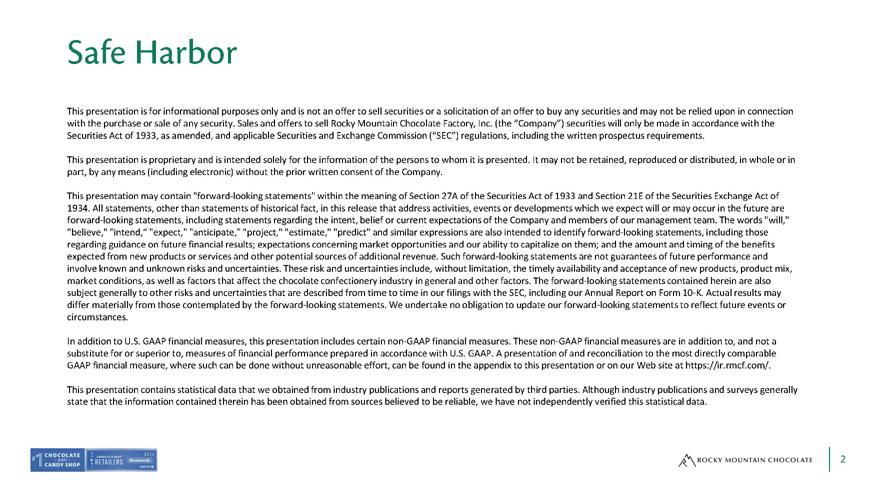 Safe Harbor
This presentation is for informational purposes only and is not an offer to sell securities or a solicitation of an offer to buy any securities and may not be relied upon in connection
with the purchase or sale of any security. Sales and offers to sell Rocky Mountain Chocolate Factory, Inc. (the “Company”) securities will only be made in accordance with the
Securities Act of 1933, as amended, and applicable Securities and Exchange Commission (“SEC”) regulations, including the written prospectus requirements.
This presentation is proprietary and is intended solely for the information of the persons to whom it is presented. It may not be retained, reproduced or distributed, in whole or in
part, by any means (including electronic) without the prior written consent of the Company.
This presentation may contain "forward-looking statements" within the meaning of Section 27A of the Securities Act of 1933 and Section 21E of the Securities Exchange Act of
1934. All statements, other than statements of historical fact, in this release that address activities, events or developments which we expect will or may occur in the future are
forward-looking statements, including statements regarding the intent, belief or current expectations of the Company and members of our management team. The words "will,"
"believe," "intend," "expect," "anticipate," "project," "estimate," "predict" and similar expressions are also intended to identify forward-looking statements, including those
regarding guidance on future financial results; expectations concerning market opportunities and our ability to capitalize on them; and the amount and timing of the benefits
expected from new products or services and other potential sources of additional revenue. Such forward-looking statements are not guarantees of future performance and
involve known and unknown risks and uncertainties. These risk and uncertainties include, without limitation, the timely availability and acceptance of new products, product mix,
market conditions, as well as factors that affect the chocolate confectionery industry in general and other factors. The forward-looking statements contained herein are also
subject generally to other risks and uncertainties that are described from time to time in our filings with the SEC, including our Annual Report on Form 10-K. Actual results may
differ materially from those contemplated by the forward-looking statements. We undertake no obligation to update our forward-looking statements to reflect future events or
circumstances.
In addition to U.S. GAAP financial measures, this presentation includes certain non-GAAP financial measures. These non-GAAP financial measures are in addition to, and not a
substitute for or superior to, measures of financial performance prepared in accordance with U.S. GAAP. A presentation of and reconciliation to the most directly comparable
GAAP financial measure, where such can be done without unreasonable effort, can be found in the appendix to this presentation or on our Web site at https://ir.rmcf.com/.
This presentation contains statistical data that we obtained from industry publications and reports generated by third parties. Although industry publications and surveys generally
state that the information contained therein has been obtained from sources believed to be reliable, we have not independently verified this statistical data.
#1 CHOCOLATE
AND
CANDY SHOP
AMERICA'S BEST
RETAILERS
2023
Newsweek
ROCKY MOUNTAIN CHOCOLATE
2